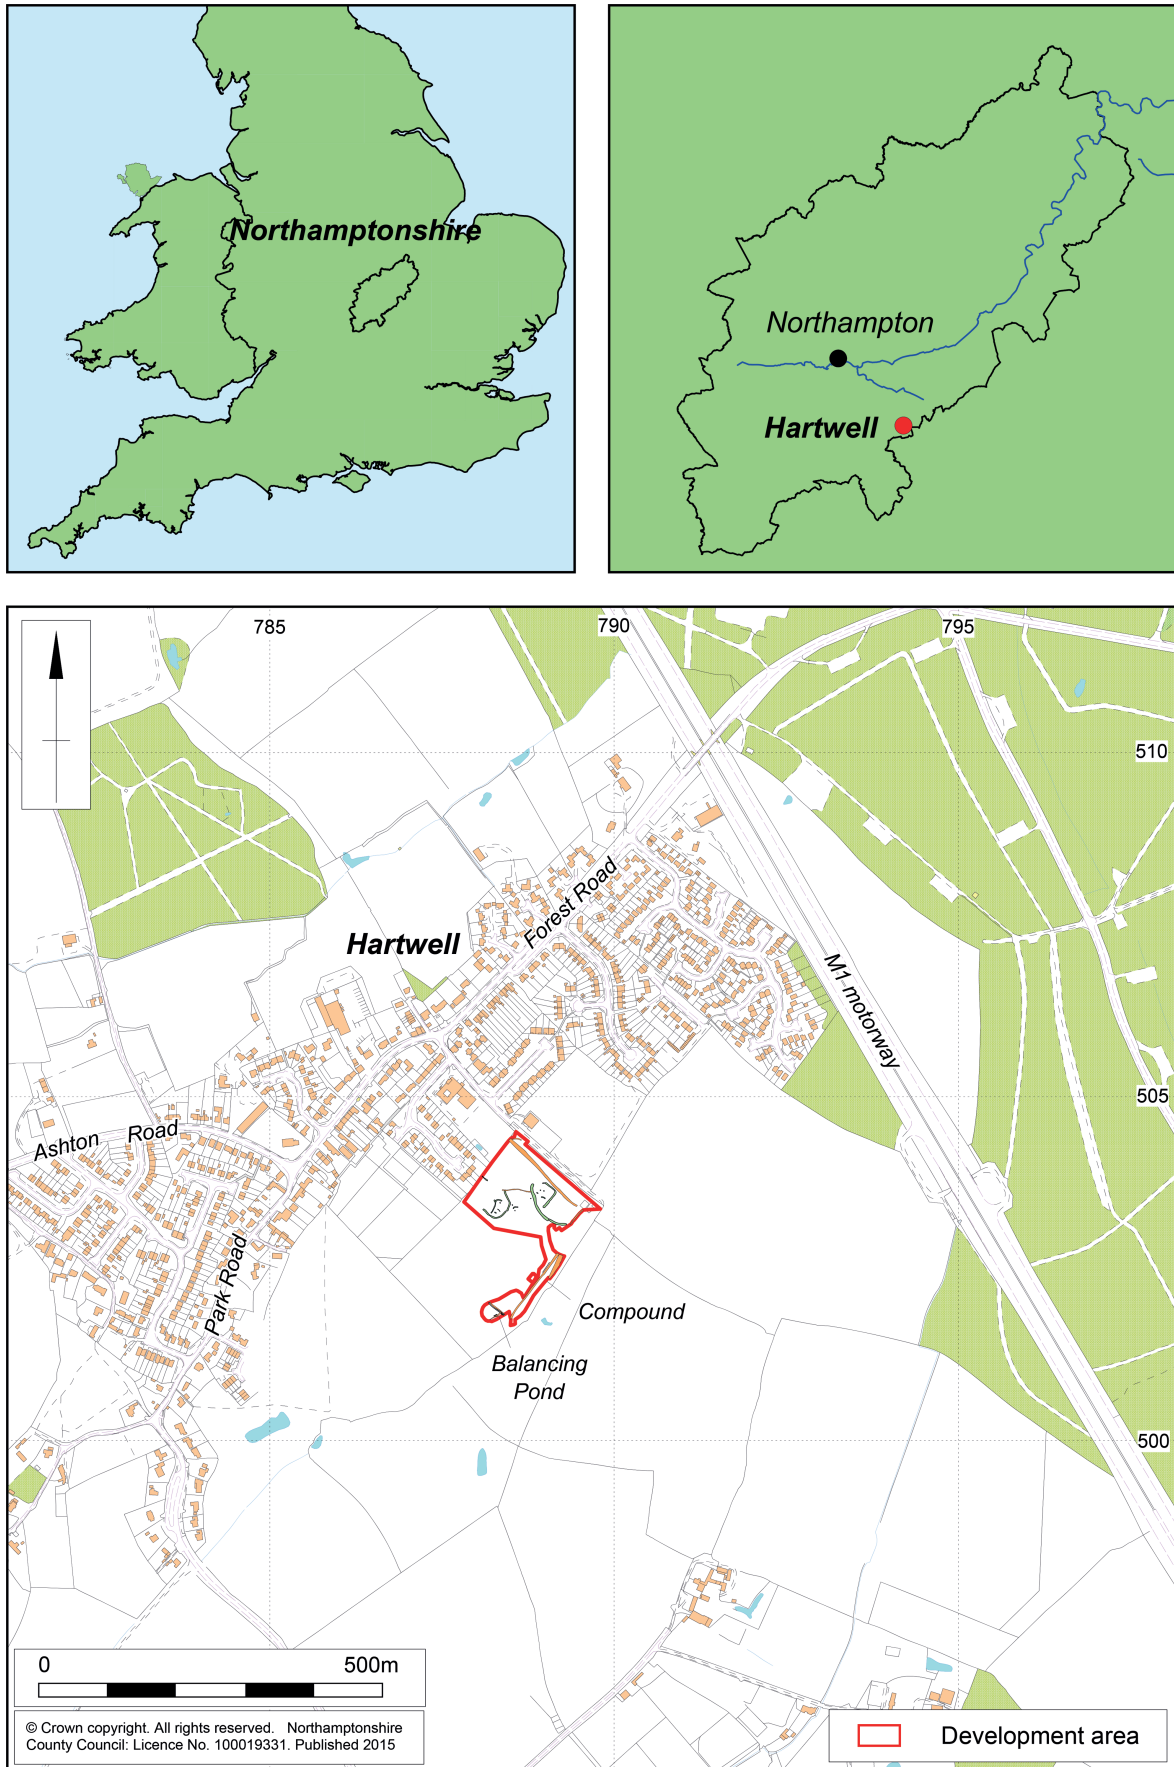 Northamptonshire
Northampton
Hartwell
785
790
795
510
Forest Road
Hartwell
M1 motorway
505
Ashton Road
Park Road
Compound
Balancing
Pond
500
0 500m
© Crown copyright. All rights reserved. Northamptonshire
County Council: Licence No. 100019331. Published 2015
Development area